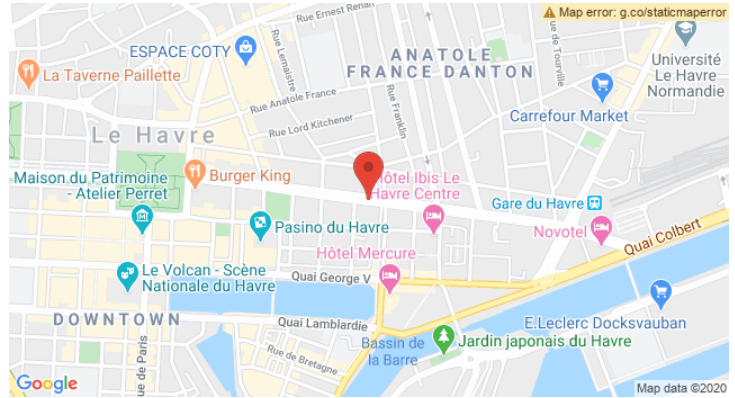 Map error: g.co/staticmaperror
Rue Ernest Renan
ESPACE COTY
Rue Lemaistre
ANATOLE
FRANCE DANTON
Rue de Tourville
Université
Le Havre
Normandie
La Taverne Paillette
Rue Anatole France
Rue Franklin
Carrefour Market
Rue Lord Kitchener
Le Havre
Maison du Patrimoine
- Atelier Perret
Burger King
Hôtel Ibis Le
Havre Centre
Gare du Havre
Pasino du Havre
Novotel
Quai Colbert
Hôtel Mercure
Le Volcan - Scène
Nationale du Havre
Quai George V
DOWNTOWN
Quai Lamblardie
E.Leclerc Docksvauban
Bassin de
la Barre
Jardin japonais du Havre
Rue de Bretagne
rue de Paris
Google
Map data ©2020